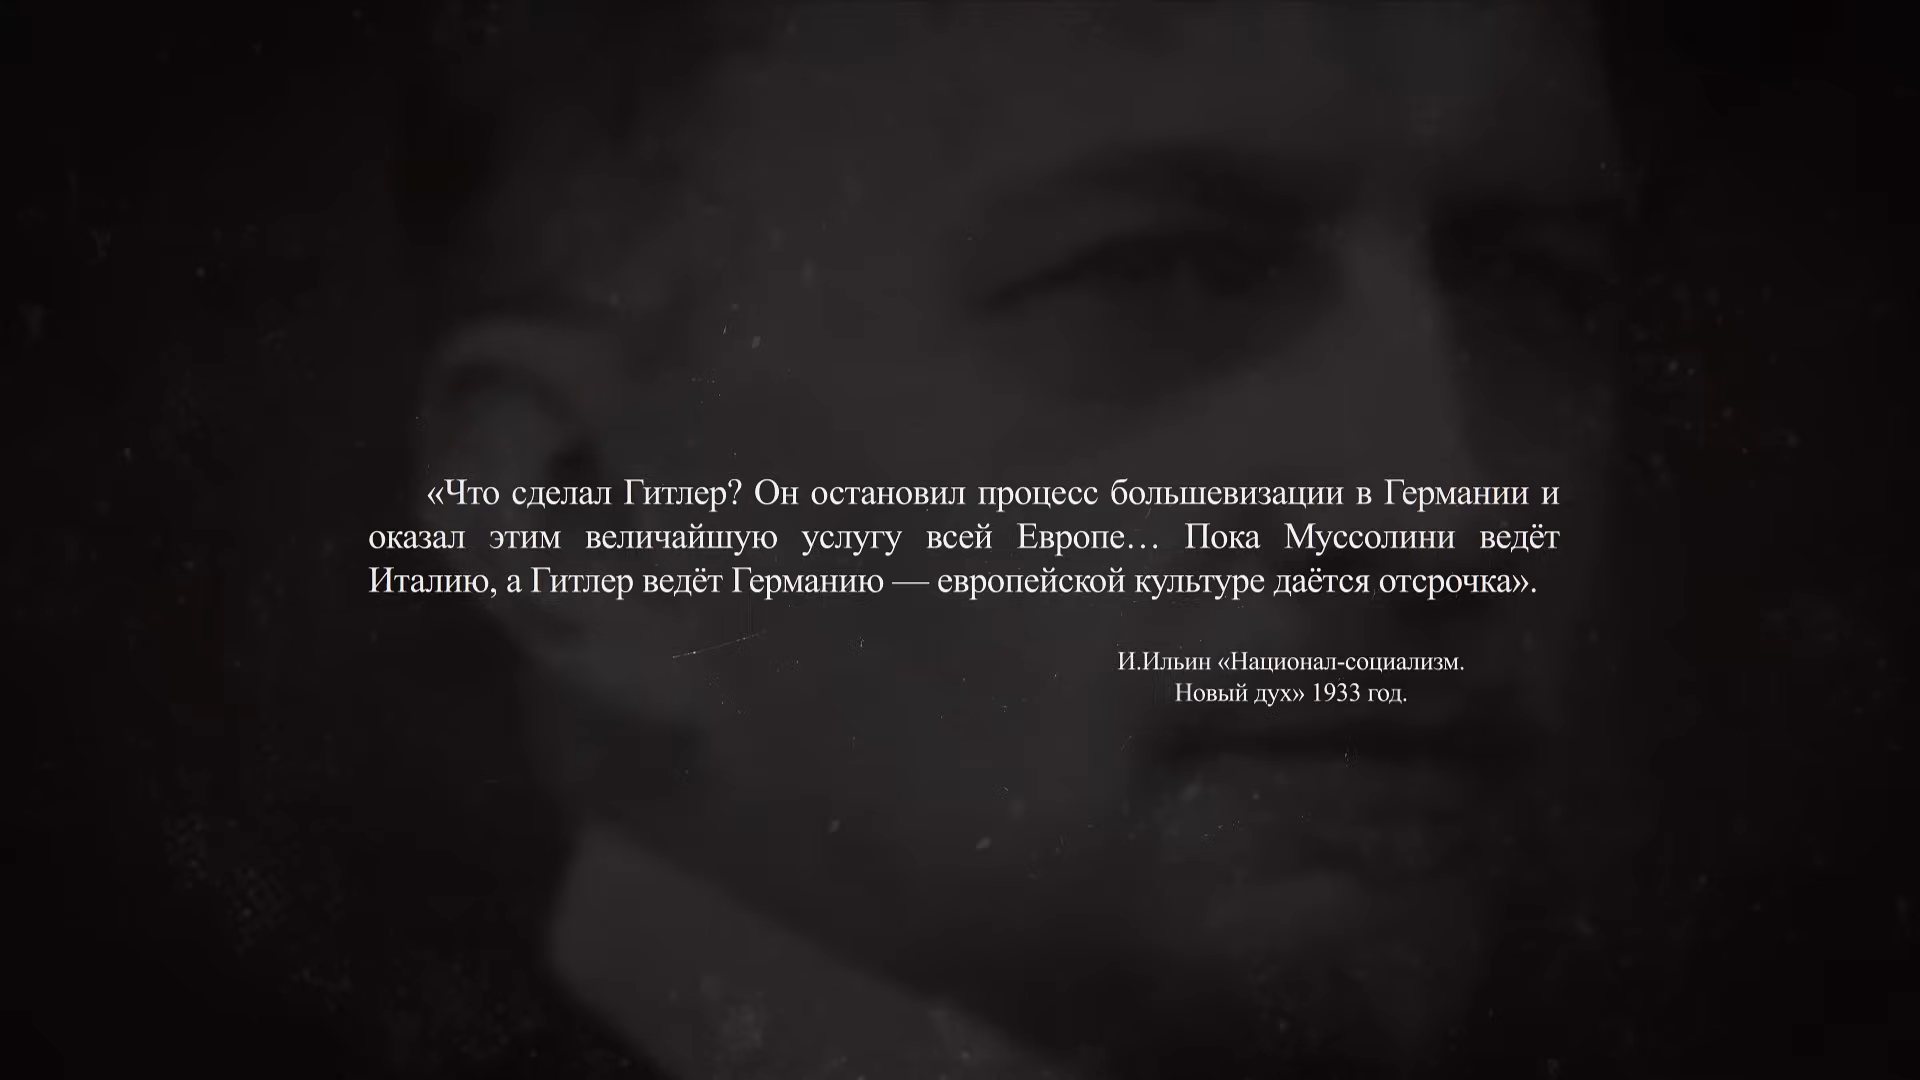 «Что сделал Гитлер? Он остановил процесс большевизации в Германии и
оказал этим величайшую услугу всей Европе… Пока Муссолини ведёт
Италию, а Гитлер ведёт Германию — европейской культуре даётся отсрочка».
И.Ильин «Национал-социализм.
Новый дух» 1933 год.